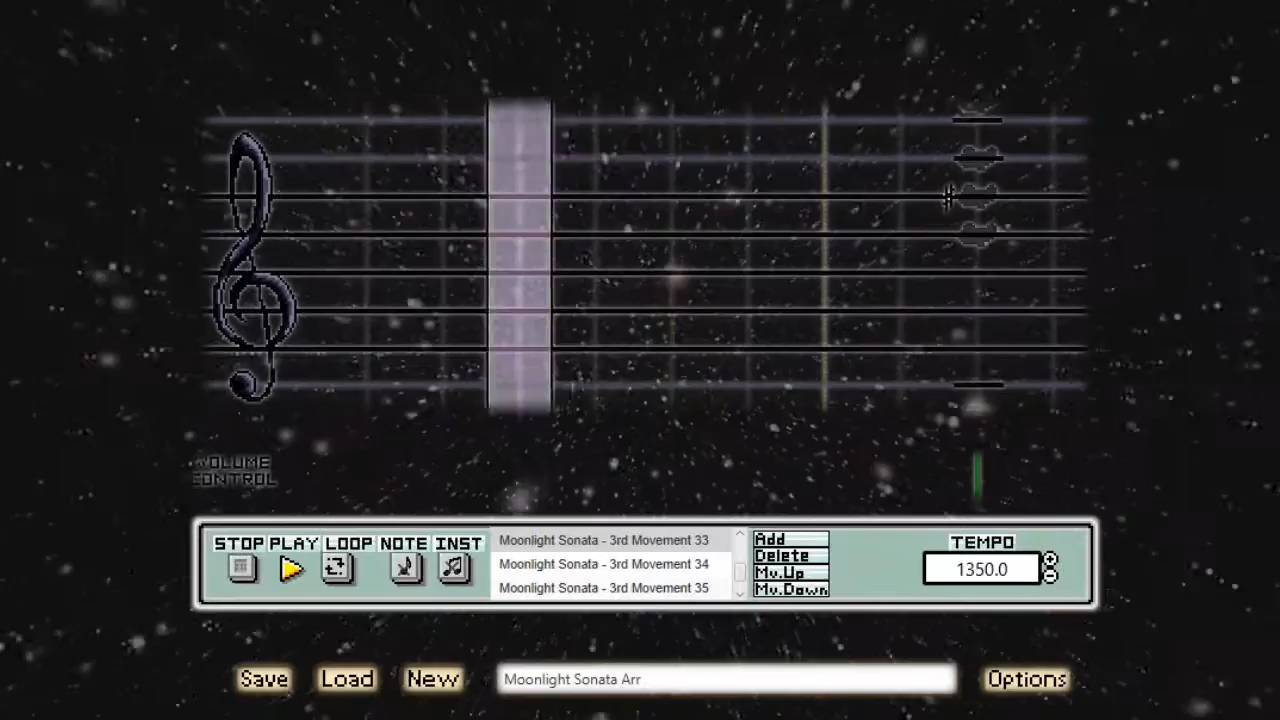 VOLUME
CONTROL
STOP PLAY LOOP NOTE INST
Moonlight Sonata - 3rd Movement 33
Moonlight Sonata - 3rd Movement 34
Moonlight Sonata - 3rd Movement 35
Add
Delete
Mv.Up
Mv.Down
TEMPO
1350.0
Save Load New Moonlight Sonata Arr Options